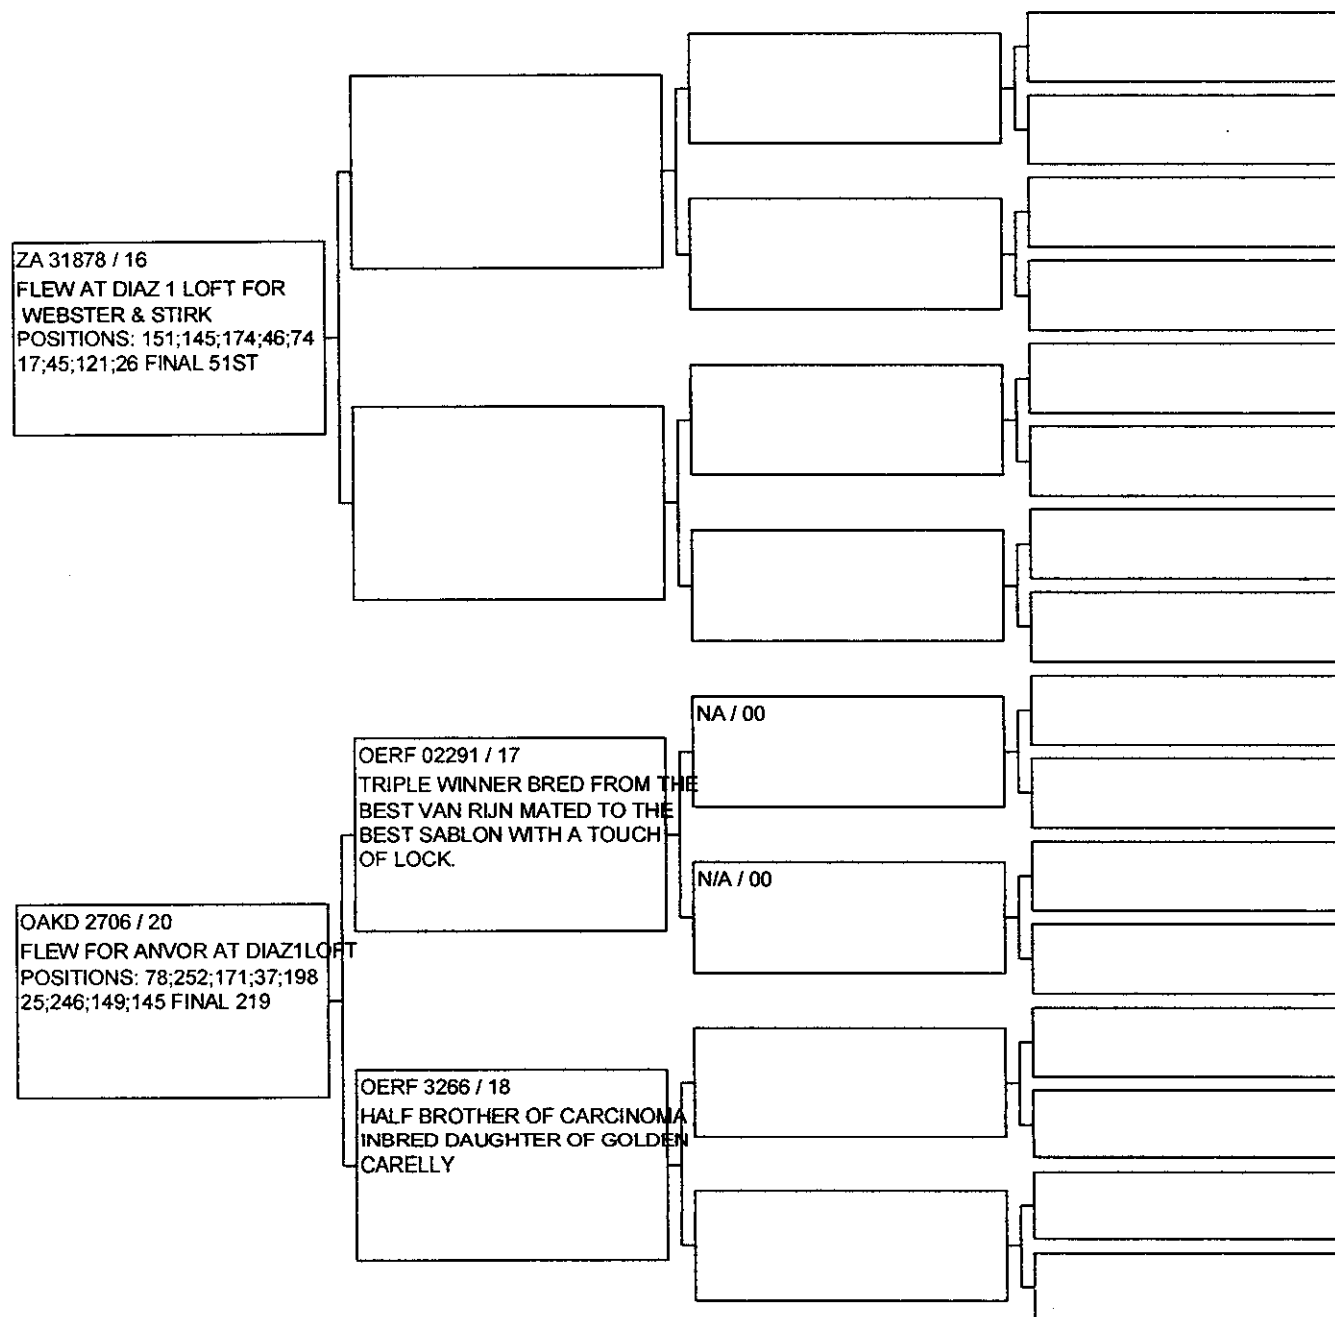 ZA 31878 / 16
FLEW AT DIAZ 1 LOFT FOR
WEBSTER & STIRK
POSITIONS: 151;145;174;46;74
17;45;121;26 FINAL 51ST
OERF 02291 / 17
TRIPLE WINNER BRED FROM THE
BEST VAN RIJN MATED TO THE
BEST SABLON WITH A TOUCH
OF LOCK.
NA / 00
N/A / 00
OAKD 2706 / 20
FLEW FOR ANVOR AT DIAZ1LOFT
POSITIONS: 78;252;171;37;198
25;246;149;145 FINAL 219
OERF 3266 / 18
HALF BROTHER OF CARCINOMA
INBRED DAUGHTER OF GOLDEN
CARELLY